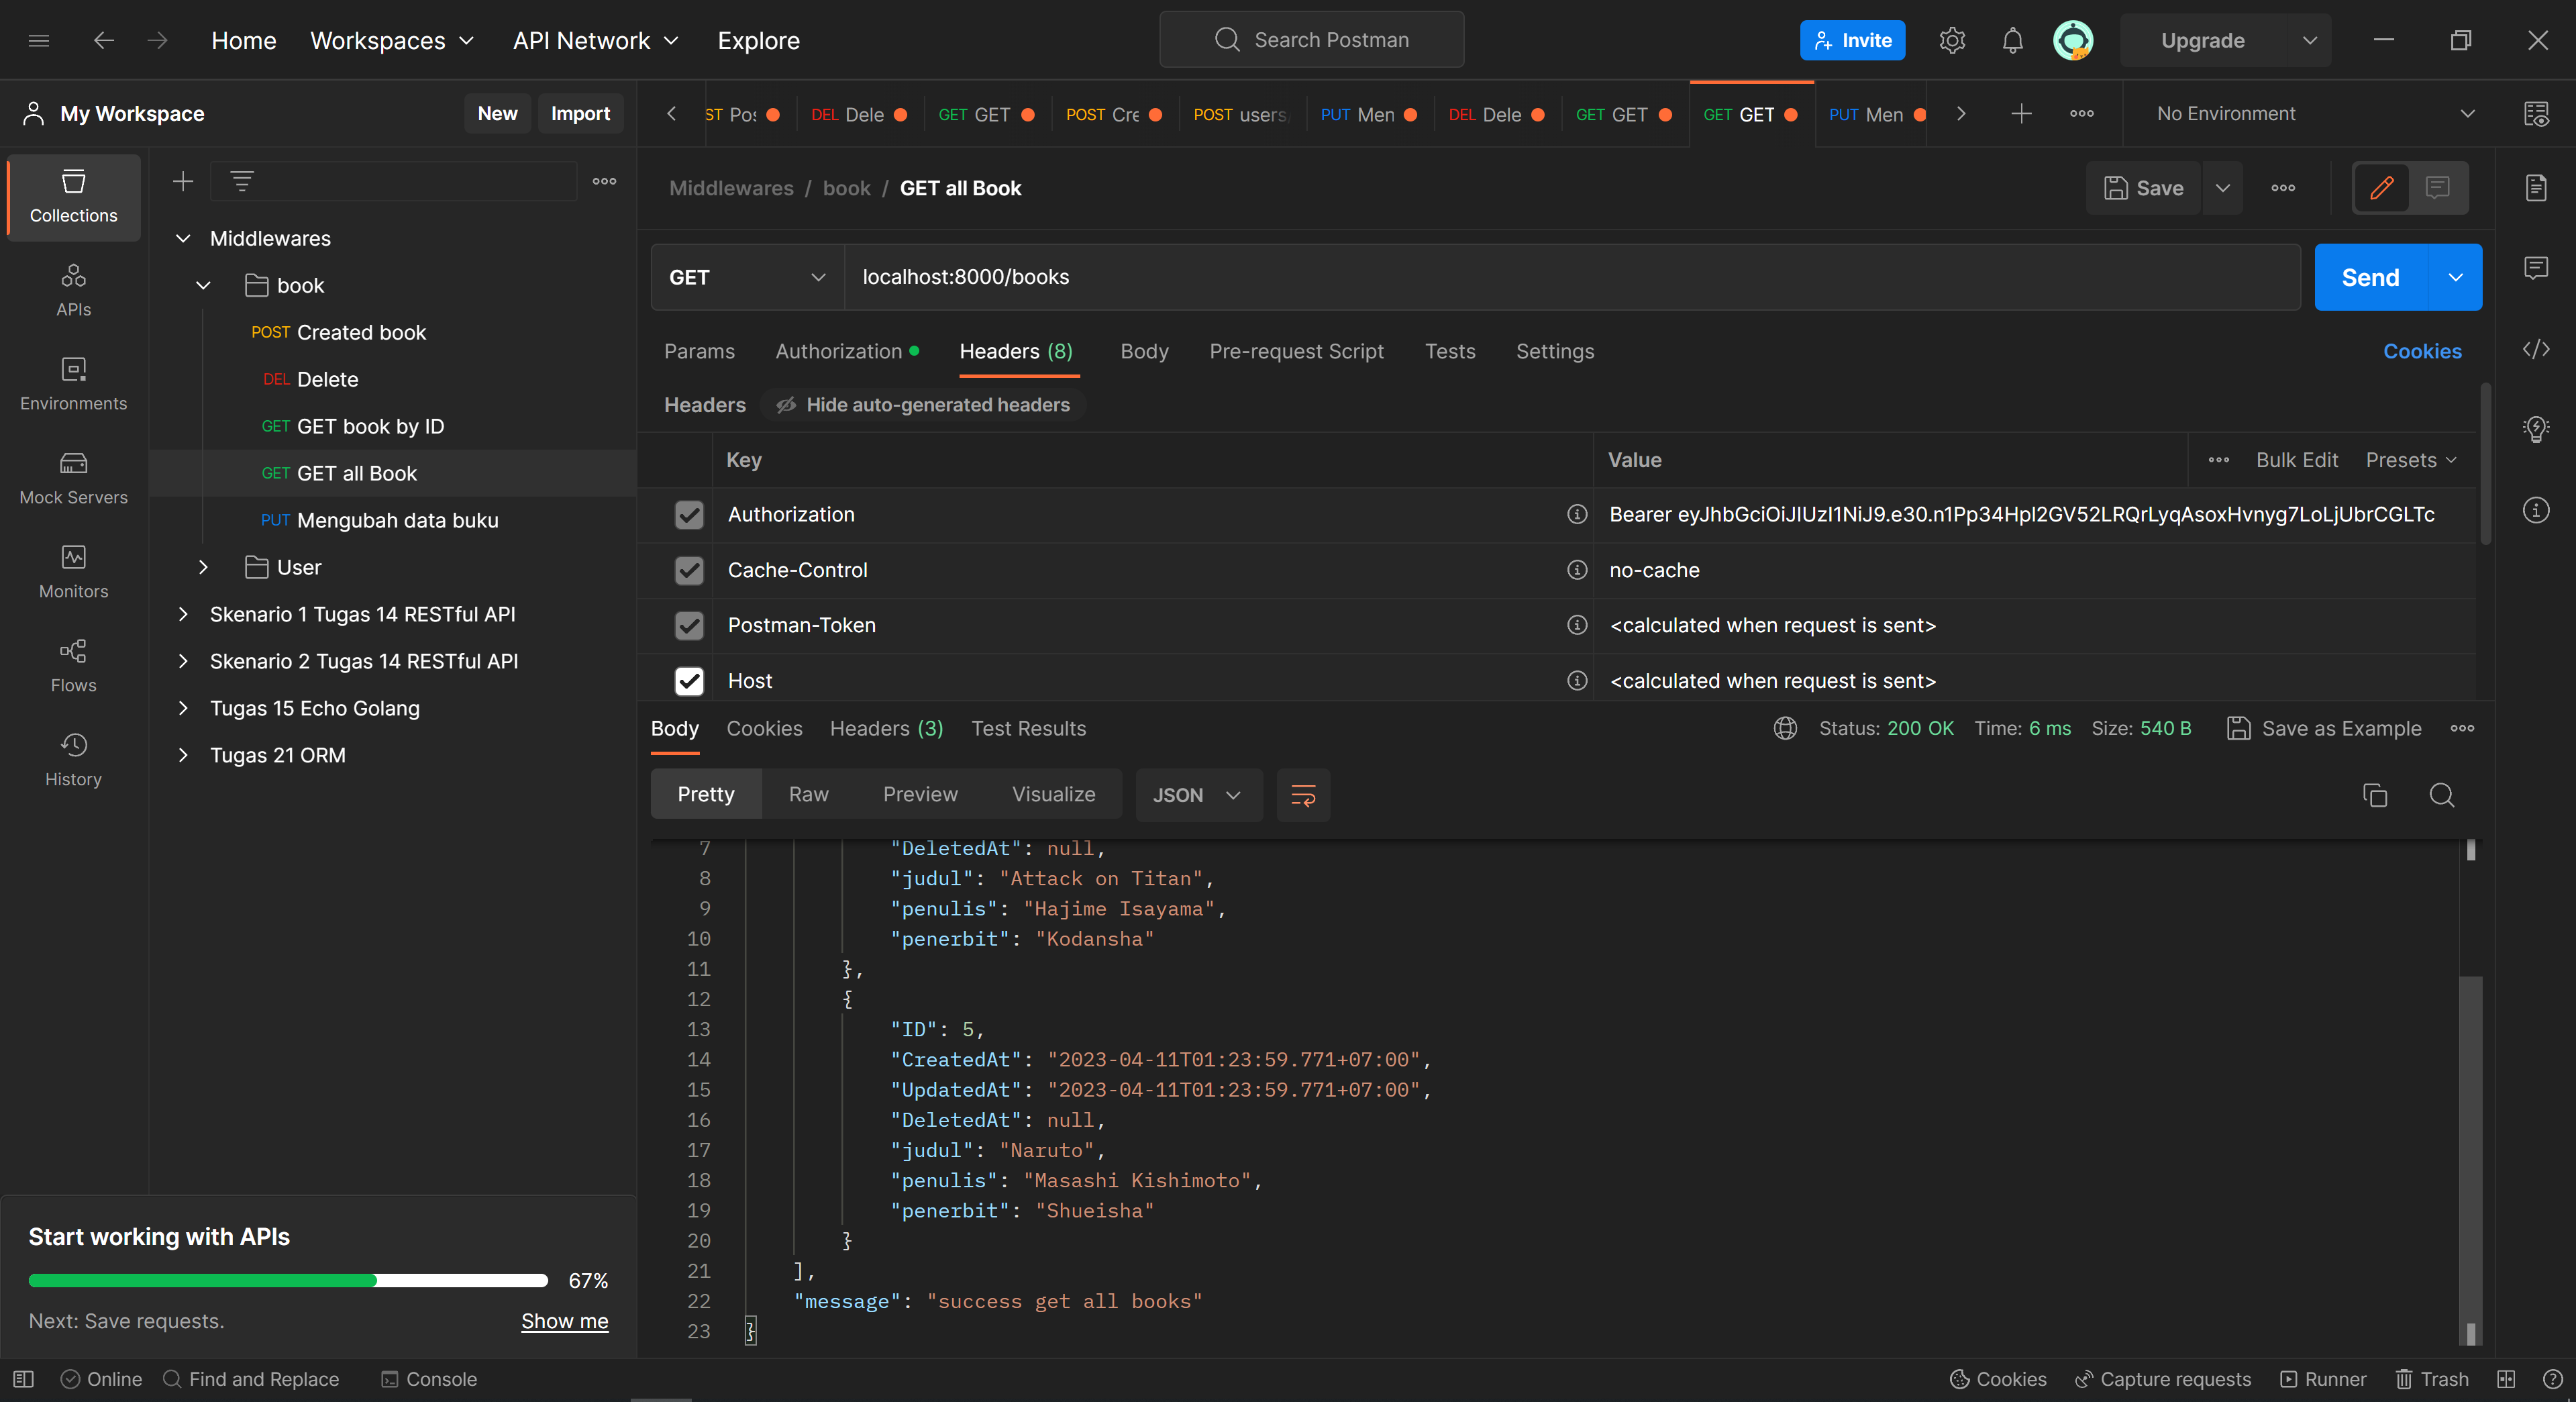 Home Workspaces API Network Explore Search Postman Invite Upgrade
My Workspace New Import
ST Pos DEL Dele GET GET POST Cre POST users/ PUT Men DEL Dele GET GET GET GET PUT Men No Environment
Collections
APIs
Environments
Mock Servers
Monitors
Flows
History
Middlewares
book
POST Created book
DEL Delete
GET GET book by ID
GET GET all Book
PUT Mengubah data buku
User
Skenario 1 Tugas 14 RESTful API
Skenario 2 Tugas 14 RESTful API
Tugas 15 Echo Golang
Tugas 21 ORM
Start working with APIs
67%
Next: Save requests. Show me
Middlewares / book / GET all Book Save
GET localhost:8000/books Send
Params Authorization Headers (8) Body Pre-request Script Tests Settings Cookies
Headers Hide auto-generated headers
Key Value Bulk Edit Presets
Authorization Bearer eyJhbGciOiJIUzI1NiJ9.e30.n1Pp34Hpl2GV52LRQrLyqAsoxHvnyg7LoLjUbrCGLTc
Cache-Control no-cache
Postman-Token <calculated when request is sent>
Host <calculated when request is sent>
Body Cookies Headers (3) Test Results Status: 200 OK Time: 6 ms Size: 540 B Save as Example
Pretty Raw Preview Visualize JSON
7 "DeletedAt": null,
8 "judul": "Attack on Titan",
9 "penulis": "Hajime Isayama",
10 "penerbit": "Kodansha"
11 },
12 {
13 "ID": 5,
14 "CreatedAt": "2023-04-11T01:23:59.771+07:00",
15 "UpdatedAt": "2023-04-11T01:23:59.771+07:00",
16 "DeletedAt": null,
17 "judul": "Naruto",
18 "penulis": "Masashi Kishimoto",
19 "penerbit": "Shueisha"
20 }
21 ],
22 "message": "success get all books"
23 }
Online Find and Replace Console Cookies Capture requests Runner Trash